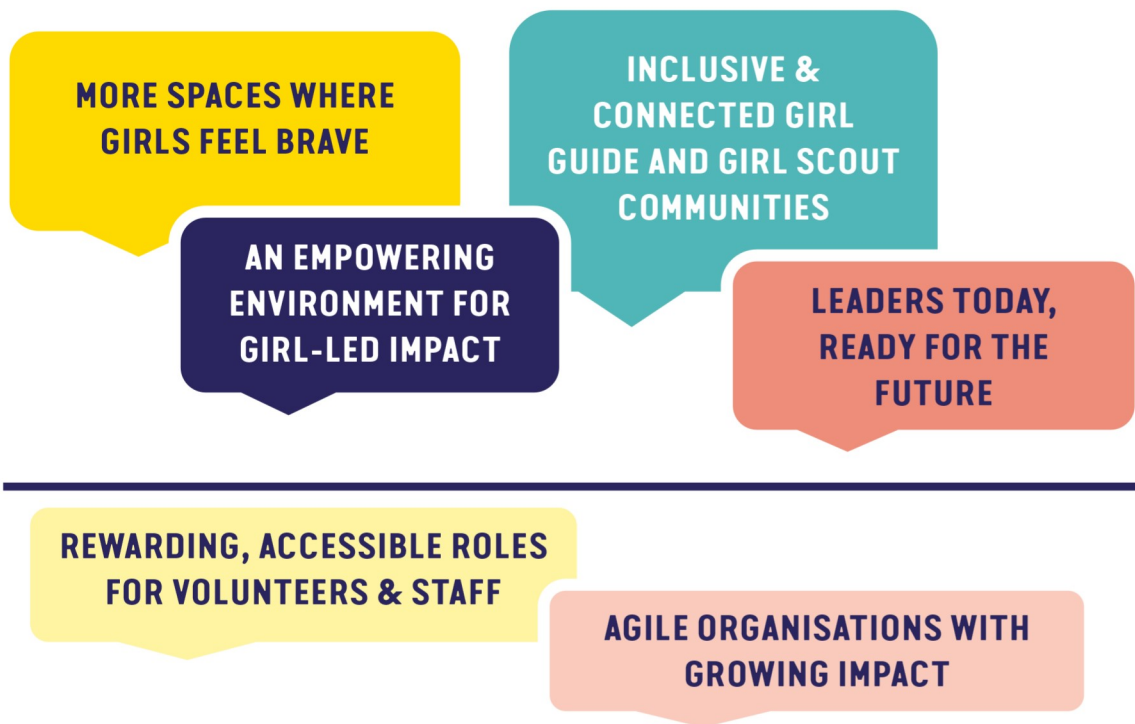 MORE SPACES WHERE
GIRLS FEEL BRAVE
INCLUSIVE &
CONNECTED GIRL
GUIDE AND GIRL SCOUT
COMMUNITIES
AN EMPOWERING
ENVIRONMENT FOR
GIRL-LED IMPACT
LEADERS TODAY,
READY FOR THE
FUTURE
REWARDING, ACCESSIBLE ROLES
FOR VOLUNTEERS & STAFF
AGILE ORGANISATIONS WITH
GROWING IMPACT